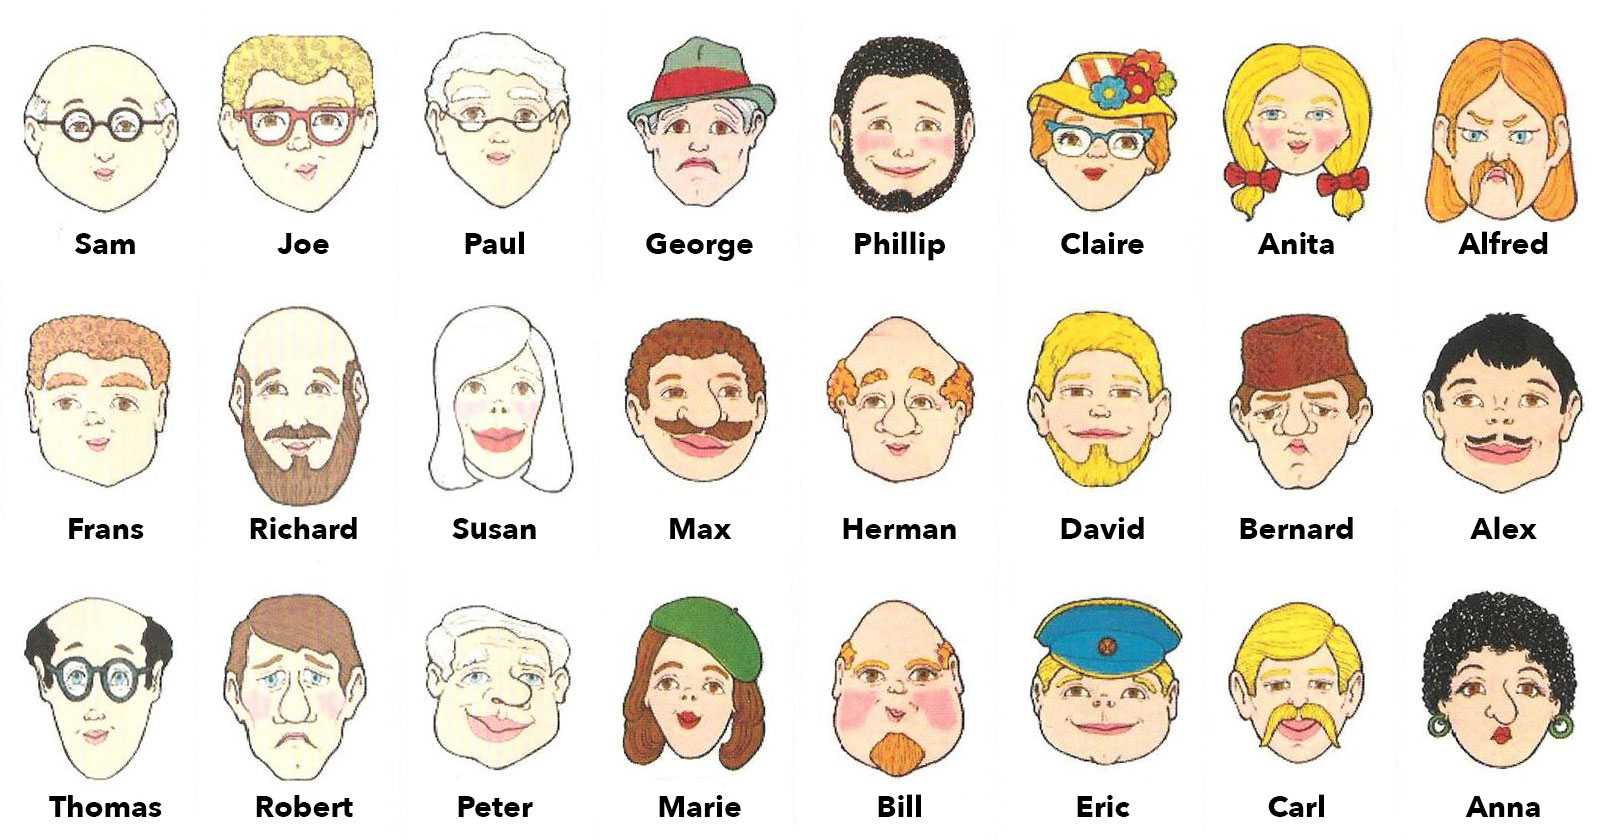 Sam Joe Paul George Phillip Claire Anita Alfred
Frans Richard Susan Max Herman David Bernard Alex
Thomas Robert Peter Marie Bill Eric Carl Anna